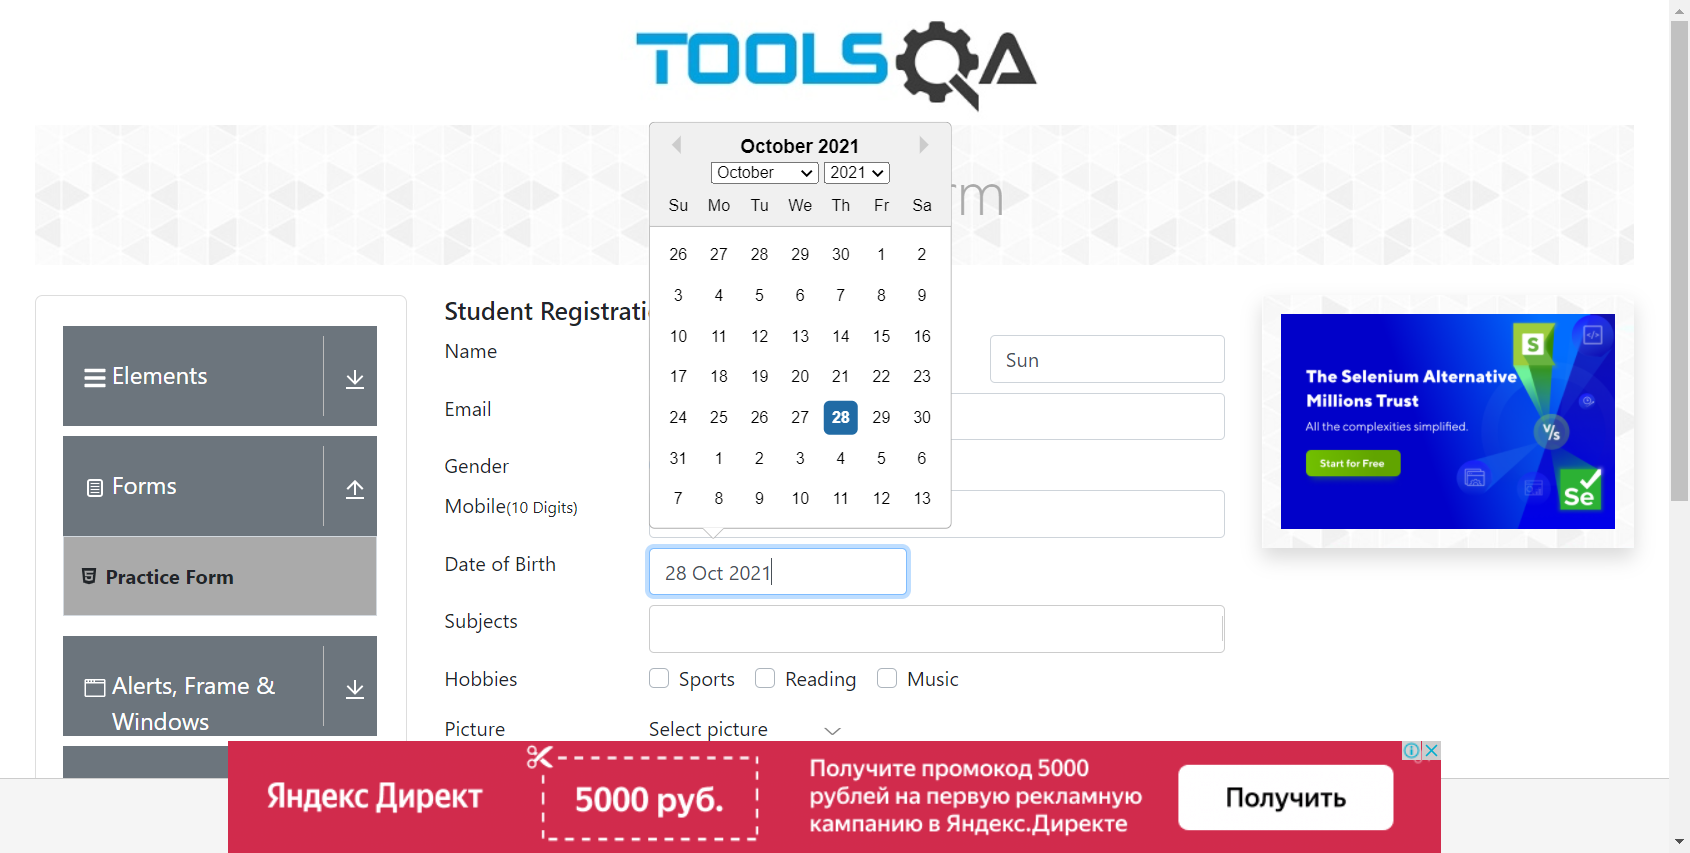 TOOLSQA
rm
October 2021
October 2021
Su Mo Tu We Th Fr Sa
26 27 28 29 30 1 2
3 4 5 6 7 8 9
10 11 12 13 14 15 16
17 18 19 20 21 22 23
24 25 26 27 28 29 30
31 1 2 3 4 5 6
7 8 9 10 11 12 13
Elements
Forms
Practice Form
Alerts, Frame &
Windows
Student Registrati
Name
Sun
Email
Gender
Mobile(10 Digits)
Date of Birth
28 Oct 2021
Subjects
Hobbies
Sports Reading Music
Picture
Select picture
S
The Selenium Alternative
Millions Trust
All the complexities simplified.
Start for Free
V/s
Se
Яндекс Директ
5000 руб.
Получите промокод 5000
рублей на первую рекламную
кампанию в Яндекс.Директе
Получить